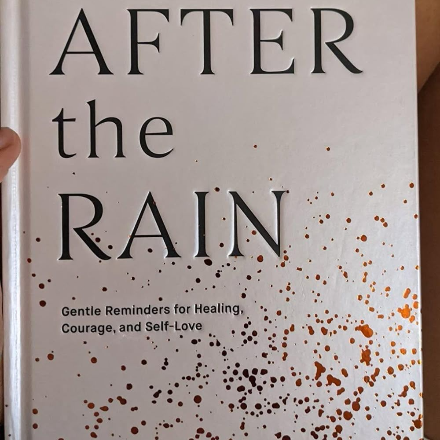 AFTER
the
RAIN
Gentle Reminders for Healing,
Courage, and Self-Love